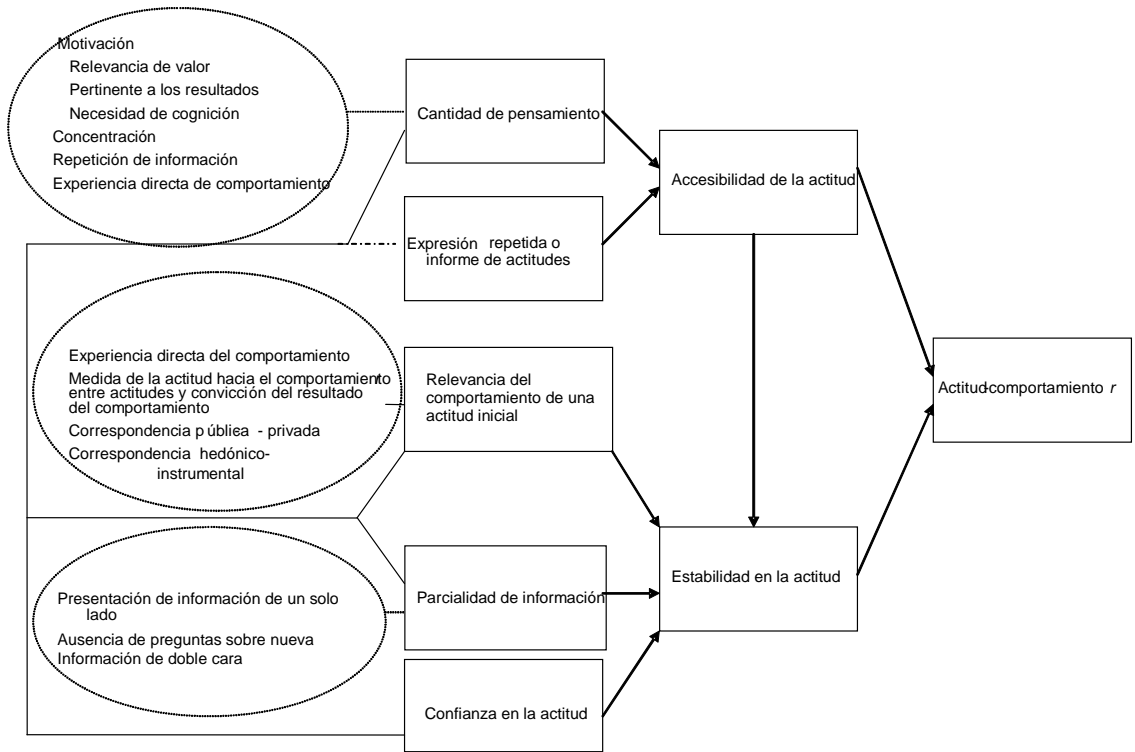 Motivación
Relevancia de valor
Pertinente a los resultados
Necesidad de cognición
Concentración
Repetición de información
Experiencia directa de comportamiento
Cantidad de pensamiento
Expresión repetida o
informe de actitudes
Accesibilidad de la actitud
Experiencia directa del comportamiento
Medida de la actitud hacia el comportamiento
entre actitudes y convicción del resultado
del comportamiento
Correspondencia pública - privada
Correspondencia hedónico-
instrumental
Relevancia del
comportamiento de una
actitud inicial
Actitud-comportamiento r
Presentación de información de un solo
lado
Ausencia de preguntas sobre nueva
Información de doble cara
Parcialidad de información
Estabilidad en la actitud
Confianza en la actitud